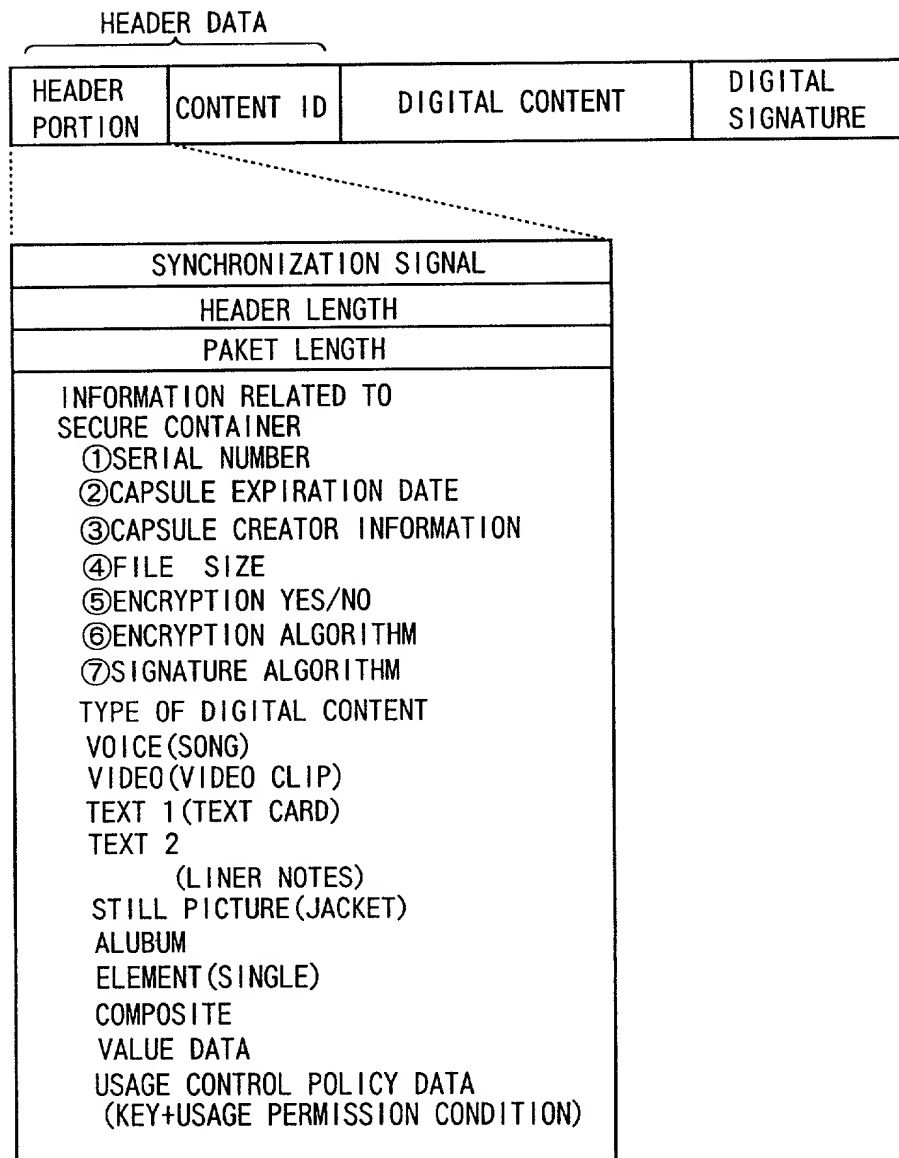 HEADER DATA
HEADER PORTION
CONTENT ID
DIGITAL CONTENT
DIGITAL SIGNATURE
SYNCHRONIZATION SIGNAL
HEADER LENGTH
PAKET LENGTH
INFORMATION RELATED TO
SECURE CONTAINER
①SERIAL NUMBER
②CAPSULE EXPIRATION DATE
③CAPSULE CREATOR INFORMATION
④FILE SIZE
⑤ENCRYPTION YES/NO
⑥ENCRYPTION ALGORITHM
⑦SIGNATURE ALGORITHM
TYPE OF DIGITAL CONTENT
VOICE(SONG)
VIDEO(VIDEO CLIP)
TEXT 1(TEXT CARD)
TEXT 2
(LINER NOTES)
STILL PICTURE(JACKET)
ALUBUM
ELEMENT(SINGLE)
COMPOSITE
VALUE DATA
USAGE CONTROL POLICY DATA
(KEY+USAGE PERMISSION CONDITION)